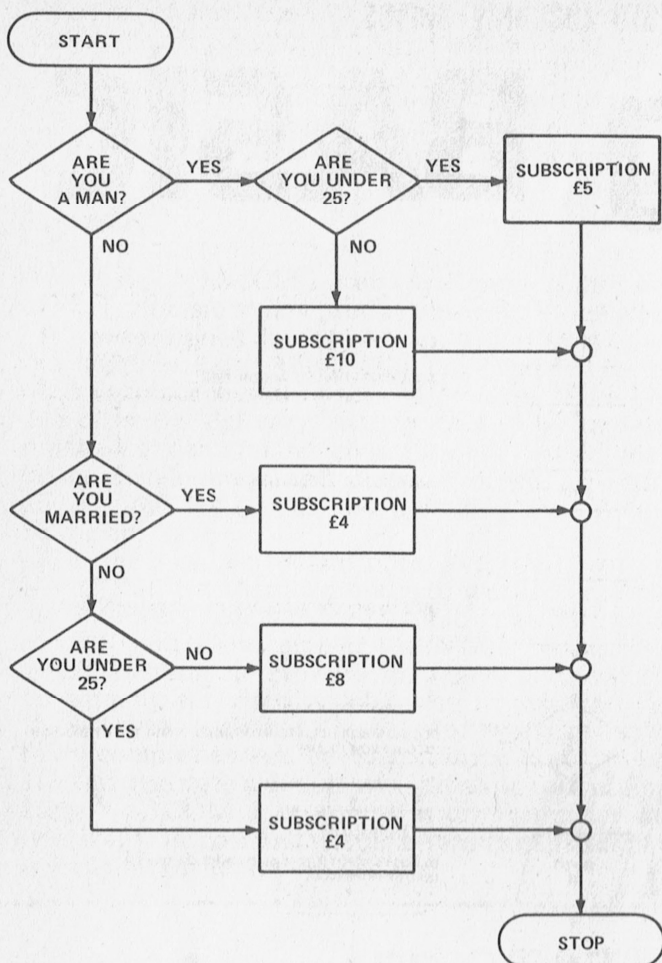 START
ARE
YOU
A MAN?
YES
ARE
YOU UNDER
25?
YES
SUBSCRIPTION
£5
NO
NO
SUBSCRIPTION
£10
ARE
YOU
MARRIED?
YES
SUBSCRIPTION
£4
NO
ARE
YOU UNDER
25?
NO
SUBSCRIPTION
£8
YES
SUBSCRIPTION
£4
STOP